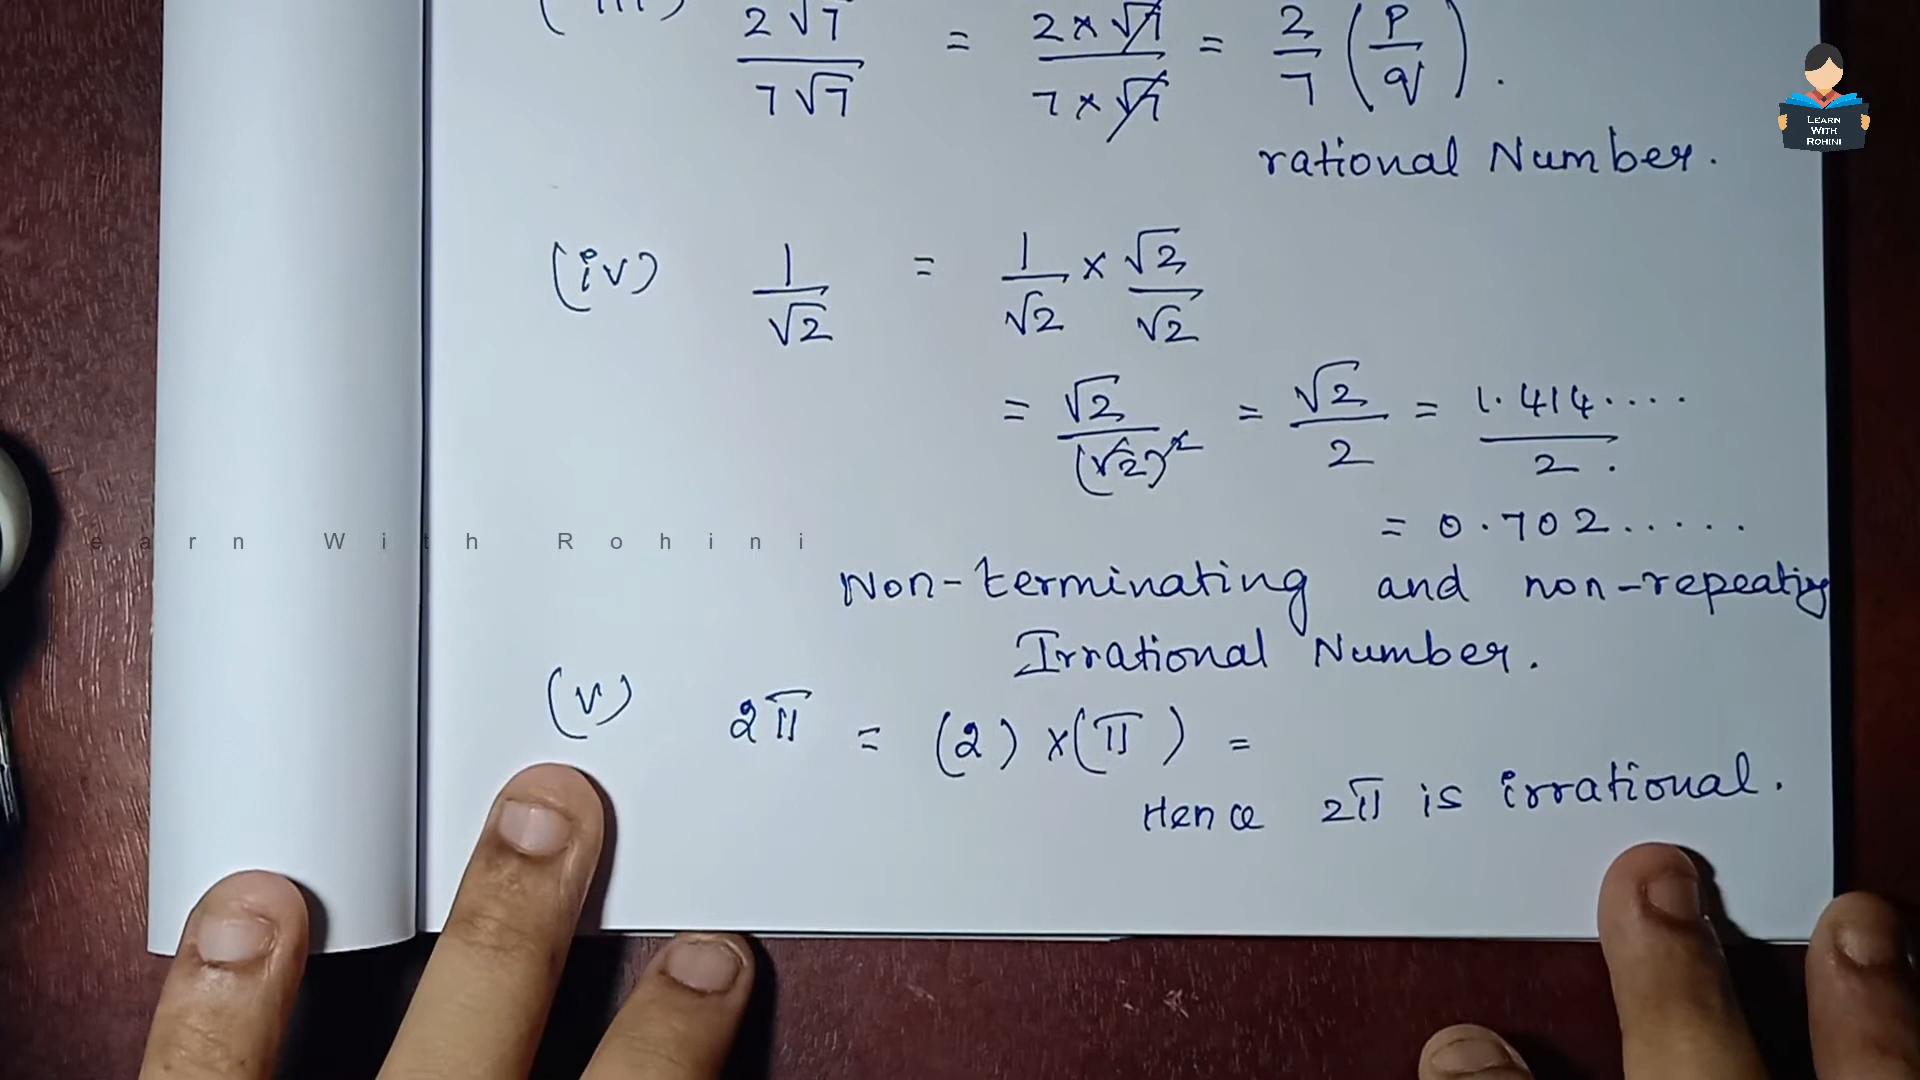 (iii) 2√7 / 7√7 = 2 × √7 / 7 × √7 = 2/7 (p/q).
rational Number.
(iv) 1/√2 = 1/√2 × √2/√2
= √2/(√2)² = √2/2 = 1.414..../2.
= 0.702.....
Non-terminating and non-repeating
Irrational Number.
(v) 2π = (2) ×(π) =
Hence 2π is irrational.
LEARN
WITH
ROHINI
earn With Rohini